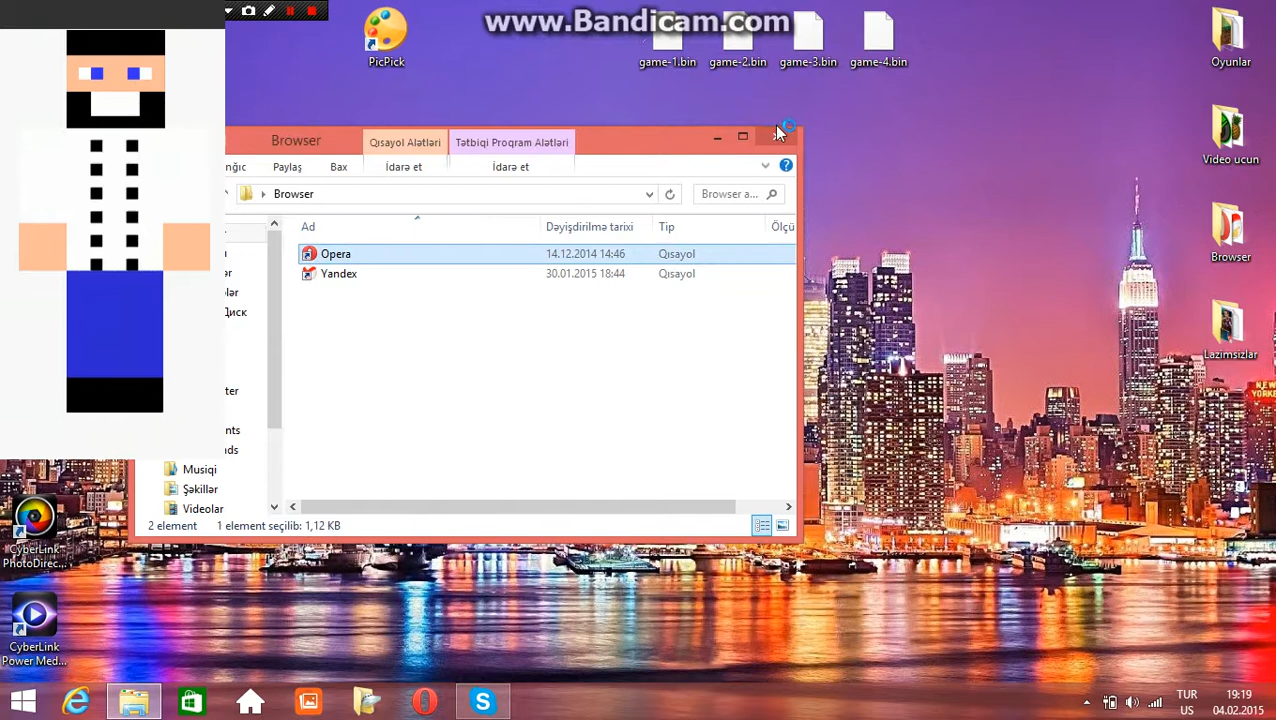 www.Bandicam.com
PicPick
game-1.bin
game-2.bin
game-3.bin
game-4.bin
Oyunlar
Video ucun
Browser
Lazimsizlar
Browser
Qısayol Alətləri
Tətbiqi Proqram Alətləri
Paylaş
Bax
İdarə et
İdarə et
Browser
Browser a...
Ad
Dəyişdirilmə tarixi
Tip
Ölçü
Opera
14.12.2014 14:46
Qısayol
Yandex
30.01.2015 18:44
Qısayol
Диск
Musiqi
Şəkillər
Videolar
2 element
1 element seçilib: 1,12 KB
CyberLink
PhotoDirec...
CyberLink
Power Med...
NEW
YORKER
TUR
US
19:19
04.02.2015